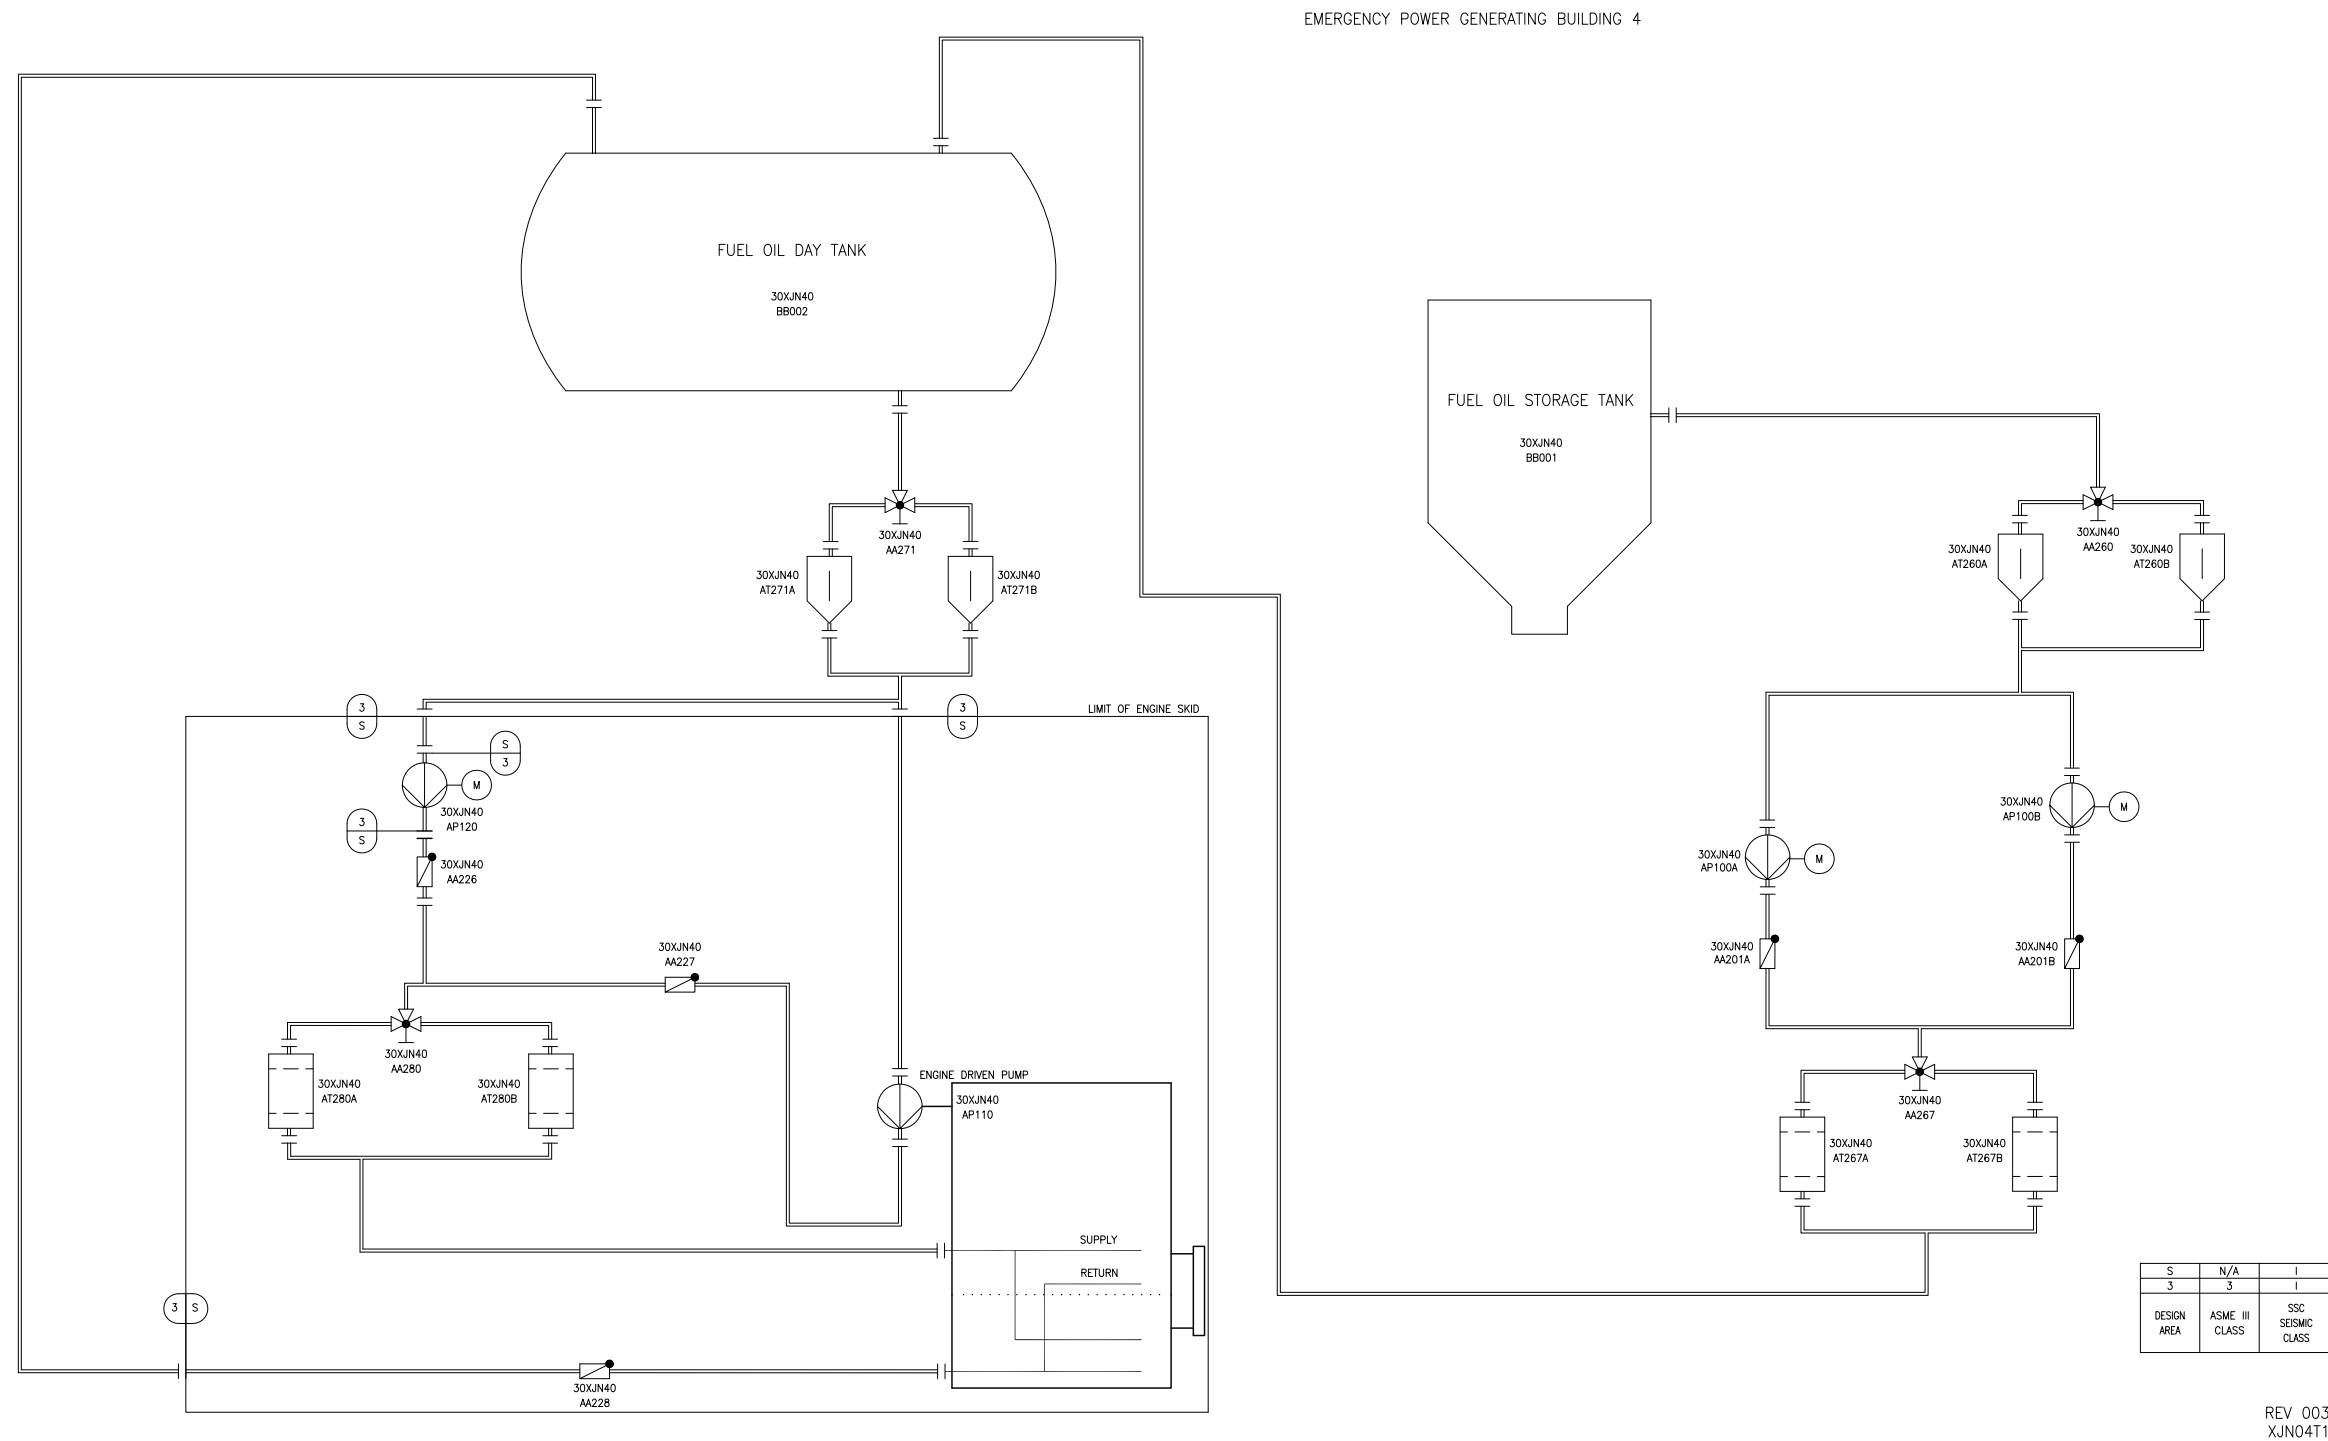 EMERGENCY POWER GENERATING BUILDING 4
FUEL OIL DAY TANK
30XJN40
BB002
FUEL OIL STORAGE TANK
30XJN40
BB001
30XJN40
AA271
30XJN40
AT271A
30XJN40
AT271B
30XJN40
AA260
30XJN40
AT260A
30XJN40
AT260B
3
S
3
S
LIMIT OF ENGINE SKID
S
3
M
30XJN40
AP120
3
S
30XJN40
AA226
30XJN40
AP100B
M
30XJN40
AP100A
M
30XJN40
AA227
30XJN40
AA201A
30XJN40
AA201B
30XJN40
AA280
30XJN40
AT280A
30XJN40
AT280B
ENGINE DRIVEN PUMP
30XJN40
AP110
30XJN40
AA267
30XJN40
AT267A
30XJN40
AT267B
SUPPLY
RETURN
3 S
30XJN40
AA228
S N/A I
3 3 I
DESIGN
AREA
ASME III
CLASS
SSC
SEISMIC
CLASS
REV 003
XJN04T1